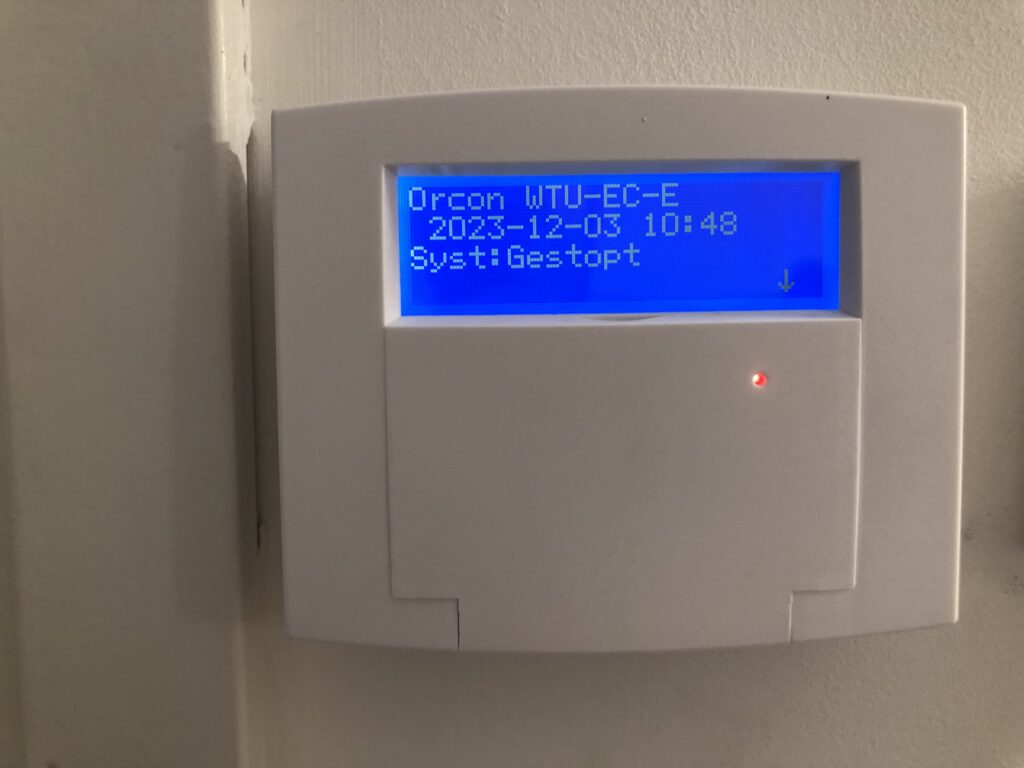 Orcon WTU-EC-E
2023-12-03 10:48
Syst:Gestopt
↓